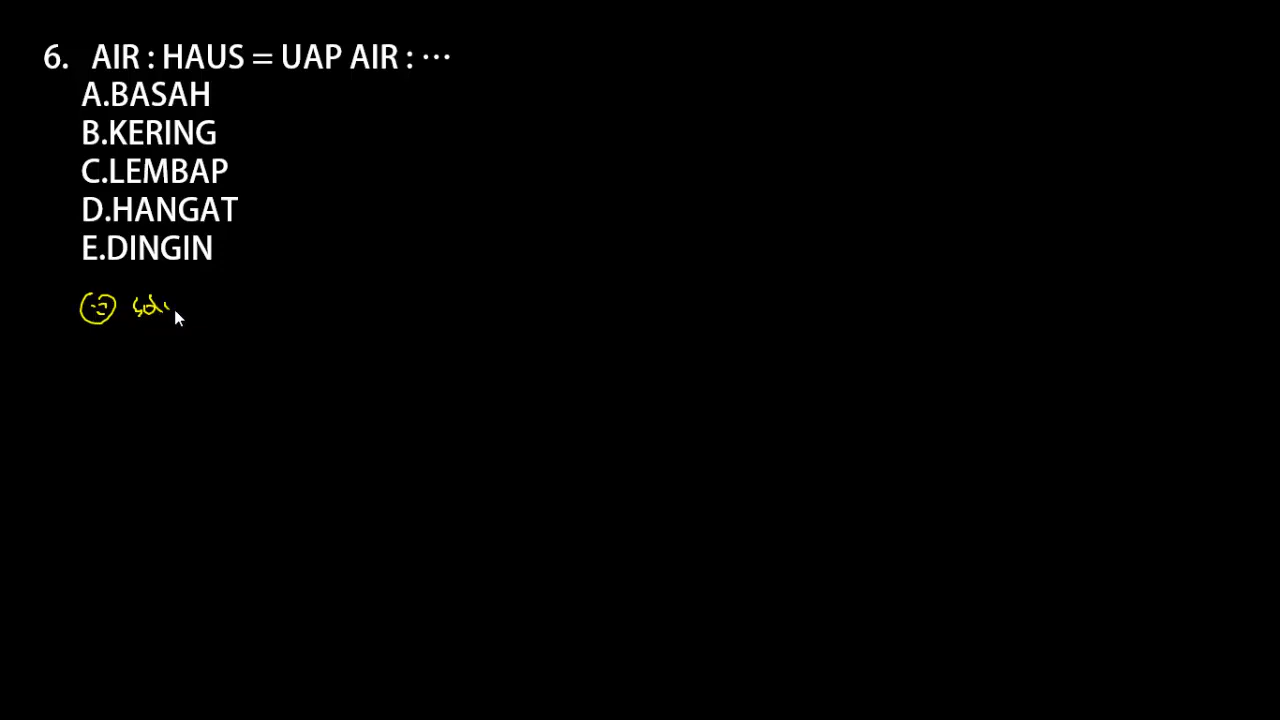 6. AIR : HAUS = UAP AIR : ...
A.BASAH
B.KERING
C.LEMBAP
D.HANGAT
E.DINGIN